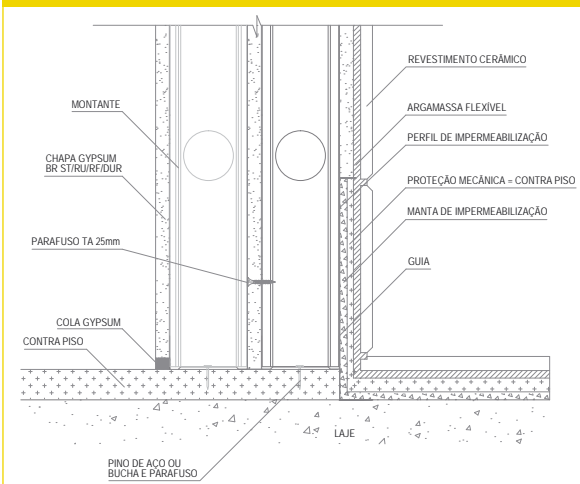 MONTANTE
CHAPA GYPSUM
BR ST/RU/RF/DUR
PARAFUSO TA 25mm
COLA GYPSUM
CONTRA PISO
PINO DE AÇO OU
BUCHA E PARAFUSO
REVESTIMENTO CERÂMICO
ARGAMASSA FLEXÍVEL
PERFIL DE IMPERMEABILIZAÇÃO
PROTEÇÃO MECÂNICA = CONTRA PISO
MANTA DE IMPERMEABILIZAÇÃO
GUIA
LAJE